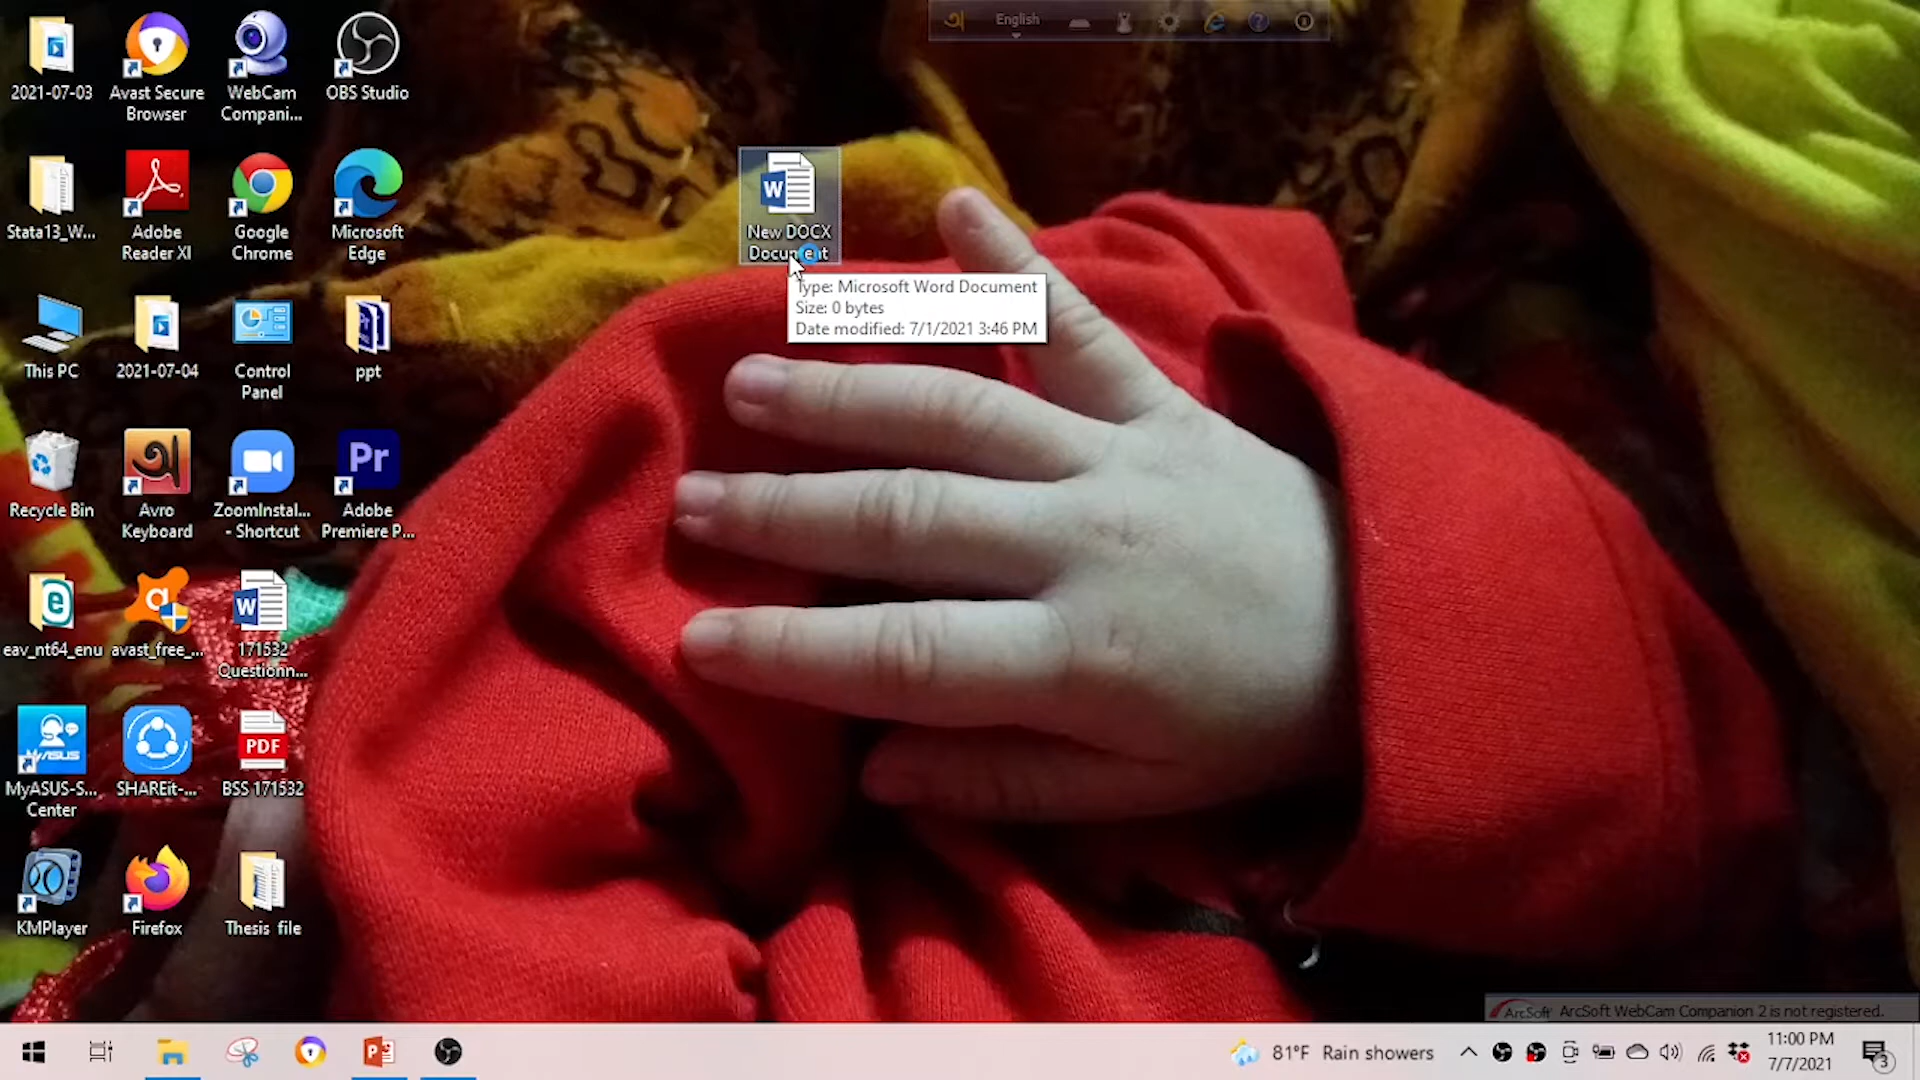 English
2021-07-03
Avast Secure
Browser
WebCam
Compani...
OBS Studio
Stata13_W...
Adobe
Reader XI
Google
Chrome
Microsoft
Edge
New DOCX
Document
Type: Microsoft Word Document
Size: 0 bytes
Date modified: 7/1/2021 3:46 PM
This PC
2021-07-04
Control
Panel
ppt
Recycle Bin
Avro
Keyboard
ZoomInstal...
- Shortcut
Pr
Adobe
Premiere P...
eav_nt64_enu
avast_free_...
171532
Questionn...
MyASUS-S...
Center
SHAREit-...
PDF
BSS 171532
KMPlayer
Firefox
Thesis file
ArcSoft ArcSoft WebCam Companion 2 is not registered.
81°F Rain showers
11:00 PM
7/7/2021
3